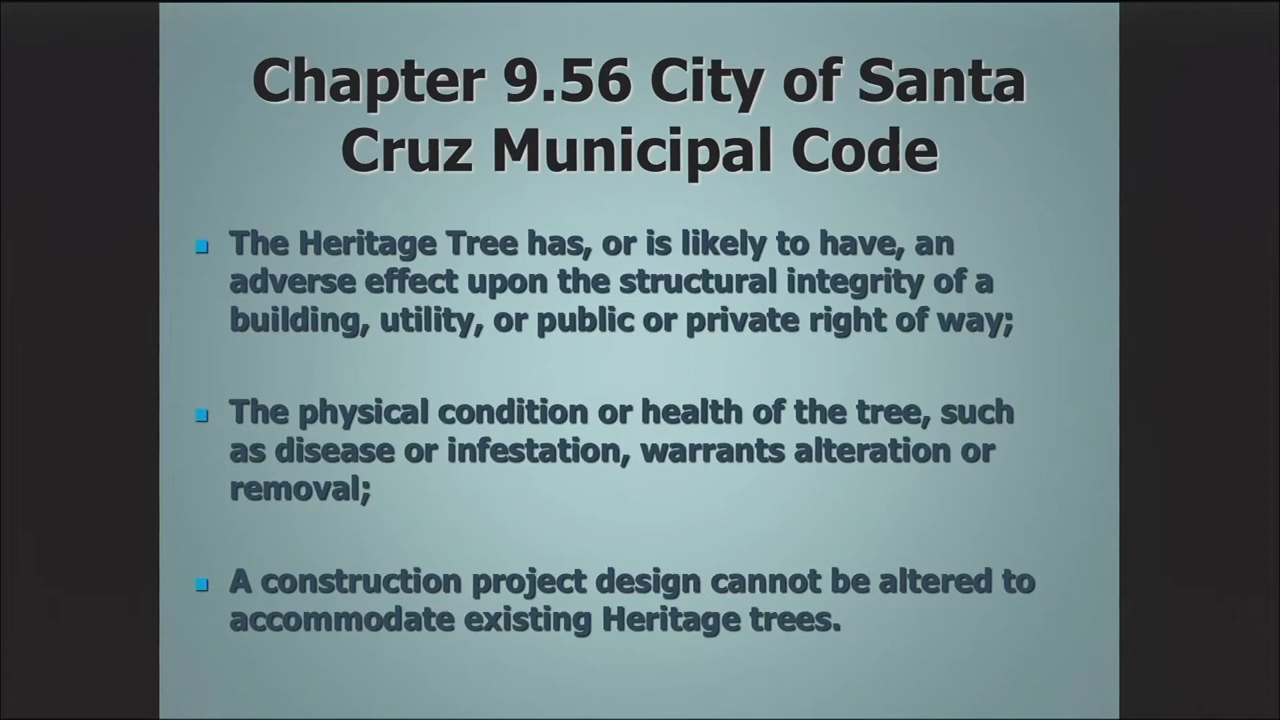 Chapter 9.56 City of Santa
Cruz Municipal Code
The Heritage Tree has, or is likely to have, an
adverse effect upon the structural integrity of a
building, utility, or public or private right of way;
The physical condition or health of the tree, such
as disease or infestation, warrants alteration or
removal;
A construction project design cannot be altered to
accommodate existing Heritage trees.